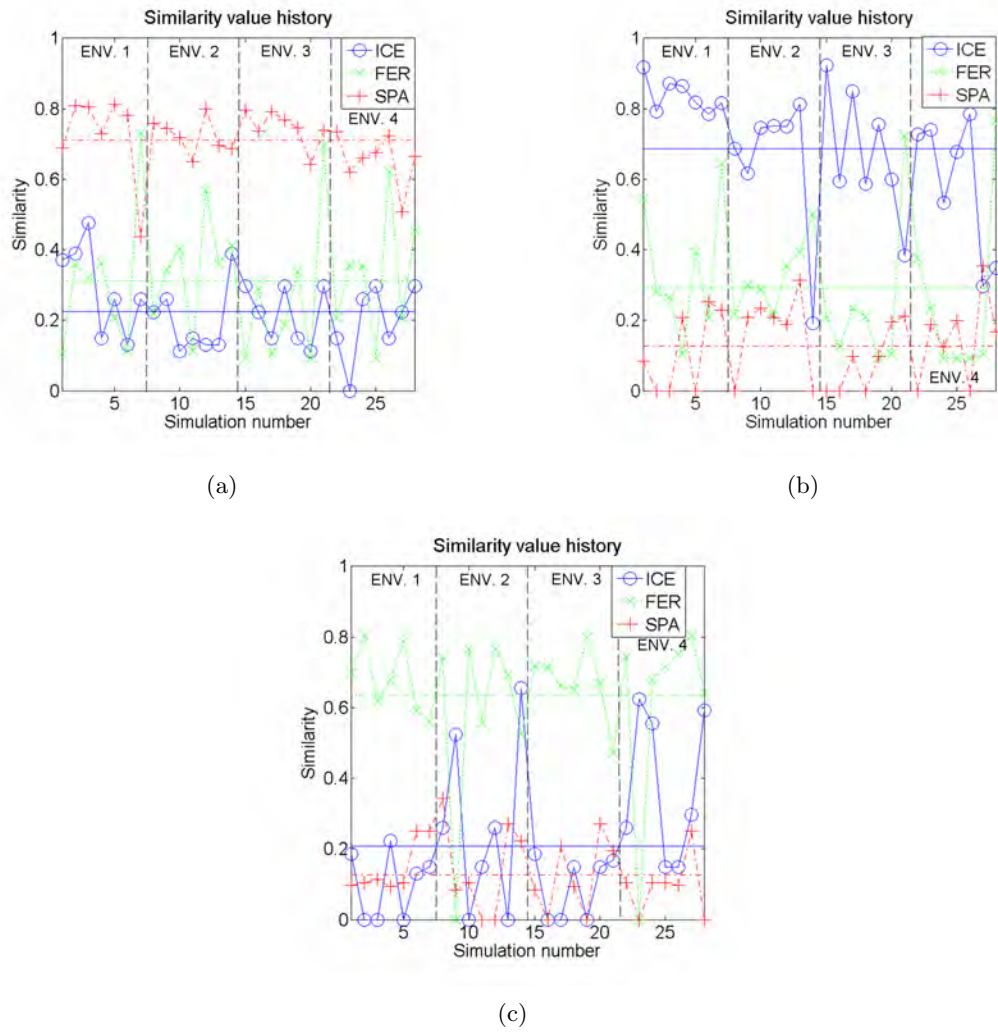 Similarity value history
ENV. 1 ENV. 2 ENV. 3
ICE
FER
SPA
ENV. 4
Similarity
1
0.8
0.6
0.4
0.2
0
5 10 15 20 25
Simulation number
(a)
Similarity value history
ENV. 1 ENV. 2 ENV. 3
ICE
FER
SPA
ENV. 4
Similarity
1
0.8
0.6
0.4
0.2
0
5 10 15 20 25
Simulation number
(b)
Similarity value history
ENV. 1 ENV. 2 ENV. 3
ICE
FER
SPA
ENV. 4
Similarity
1
0.8
0.6
0.4
0.2
0
5 10 15 20 25
Simulation number
(c)